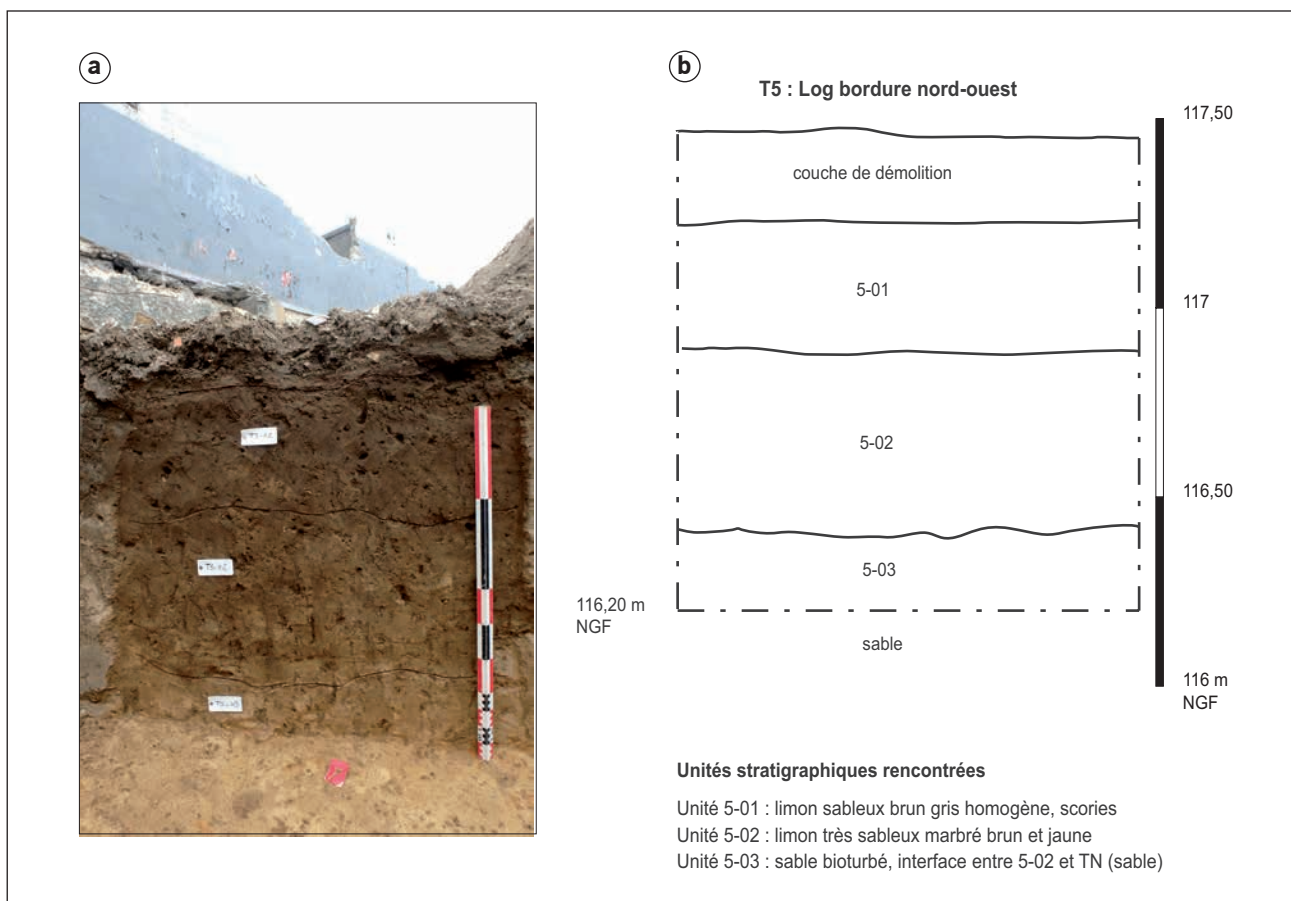 a
b
T5 : Log bordure nord-ouest
117,50
couche de démolition
5-01
117
5-02
116,50
5-03
116,20 m
NGF
sable
116 m
NGF
Unités stratigraphiques rencontrées
Unité 5-01 : limon sableux brun gris homogène, scories
Unité 5-02 : limon très sableux marbré brun et jaune
Unité 5-03 : sable bioturbé, interface entre 5-02 et TN (sable)